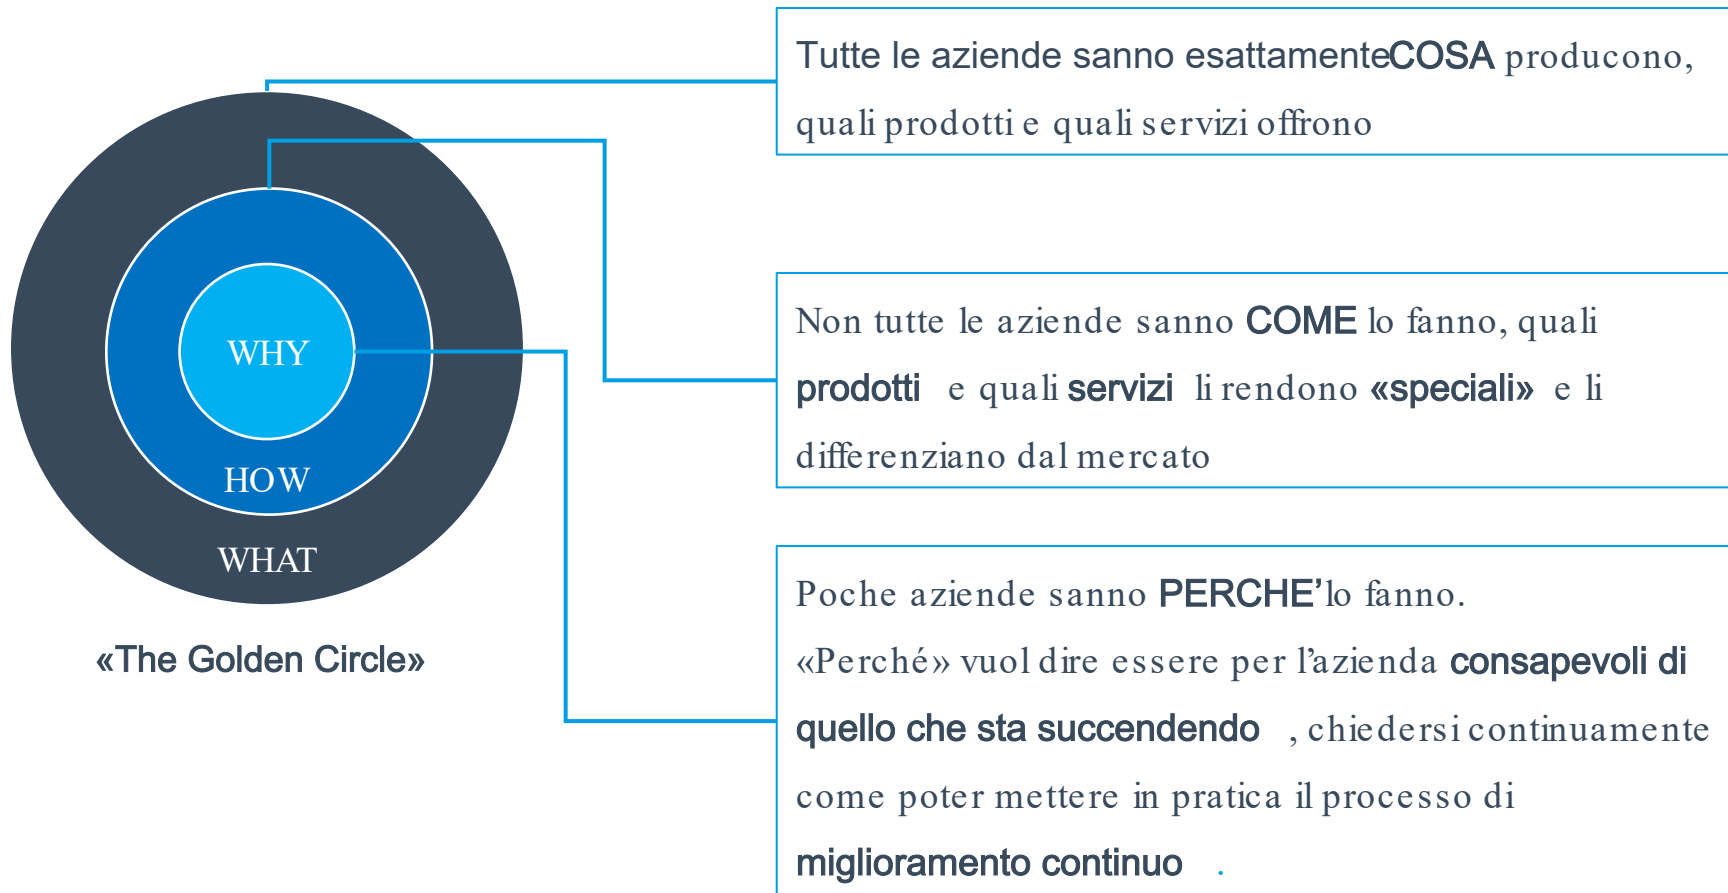 Tutte le aziende sanno esattamente COSA producono,
quali prodotti e quali servizi offrono
WHY
HOW
WHAT
«The Golden Circle»
Non tutte le aziende sanno COME lo fanno, quali
prodotti e quali servizi li rendono «speciali» e li
differenziano dal mercato
Poche aziende sanno PERCHE' lo fanno.
«Perché» vuol dire essere per l'azienda consapevoli di
quello che sta succendendo , chiedersi continuamente
come poter mettere in pratica il processo di
miglioramento continuo .